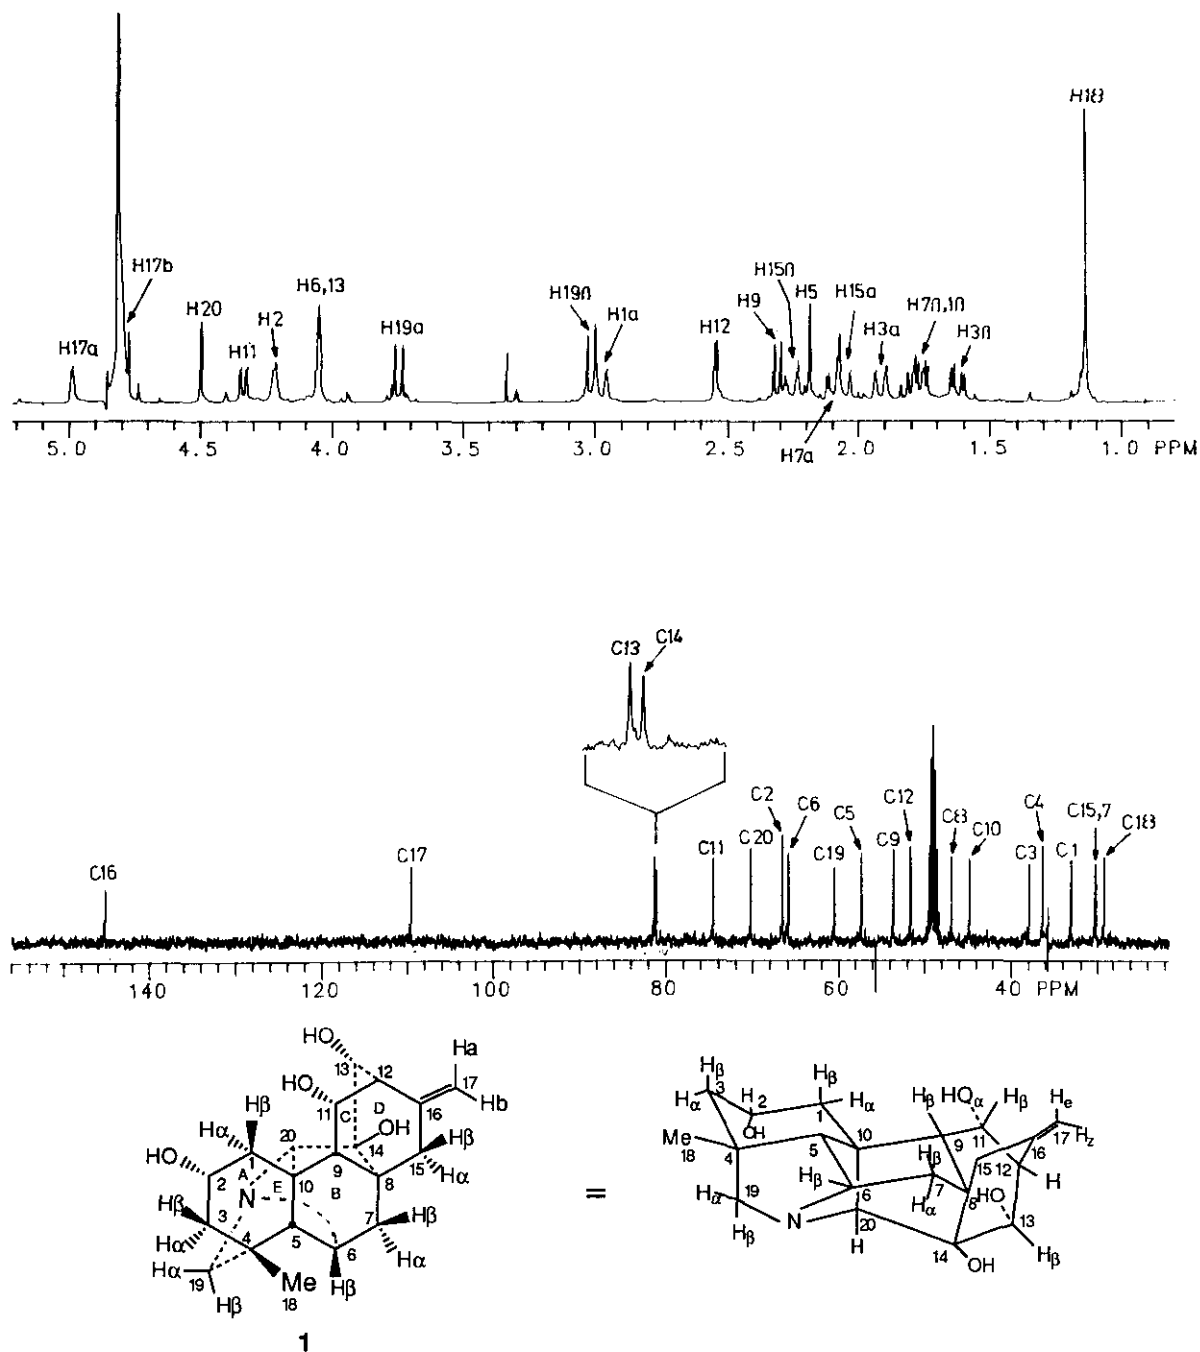 H18
H17b
H20
H2
H6,13
H19a
H19β
H1a
H12
H9
H15β
H5
H15a
H3a
H7β,1β
H3β
H17a
H11
H7a
5.0 4.5 4.0 3.5 3.0 2.5 2.0 1.5 1.0 PPM
C13 C14
C16
C17
C11
C20
C2
C6
C19
C5
C9
C12
C8
C10
C3
C4
C1
C15,7
C18
140 120 100 80 60 40 PPM
HO
13
12
Ha
17
Hb
HO
11
C
D
16
OH
Hβ
Hα
1
20
14
Hβ
HO
2
A
10
9
8
15
Hα
N
E
B
Hβ
3
7
Hβ
Hα
4
5
6
Hα
Hα
19
Me
18
Hβ
Hβ
1
=
Hβ
3
Hα
H
2
OH
Hβ
1
Hα
Me
18
4
5
10
Hβ
9
HOα
11
Hβ
He
17
Hz
16
15
12
H
Hβ
6
Hβ
7
Hα
8
HO
13
Hβ
Hα
19
Hβ
N
20
H
14
OH